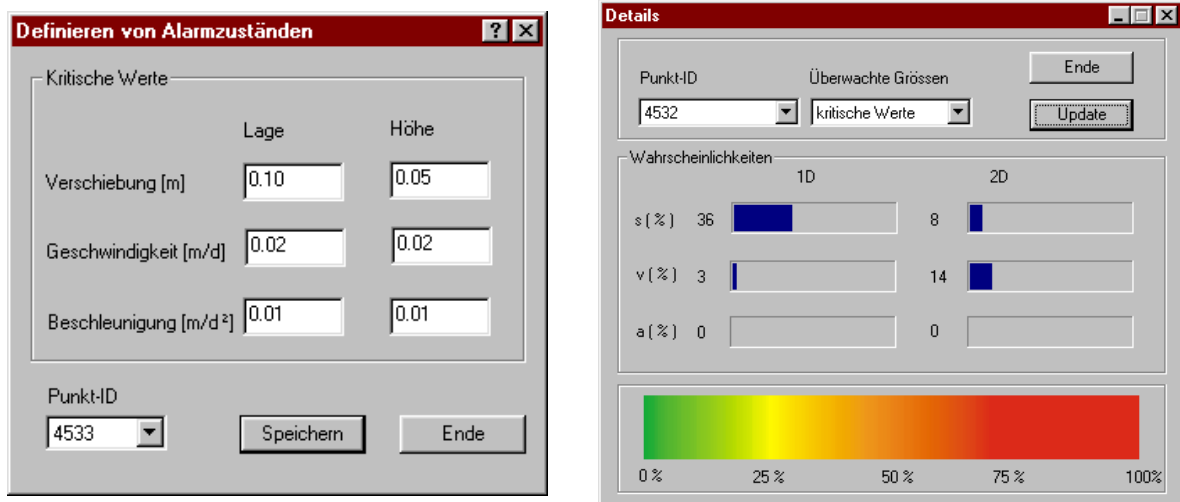 Definieren von Alarmzuständen
Kritische Werte
Lage Höhe
Verschiebung [m] 0.10 0.05
Geschwindigkeit [m/d] 0.02 0.02
Beschleunigung [m/d²] 0.01 0.01
Punkt-ID
4533 Speichern Ende
Details
Punkt-ID Überwachte Grössen Ende
4532 kritische Werte Update
Wahrscheinlichkeiten
1D 2D
s ( % ) 36 8
v ( % ) 3 14
a ( % ) 0 0
0 % 25 % 50 % 75 % 100%